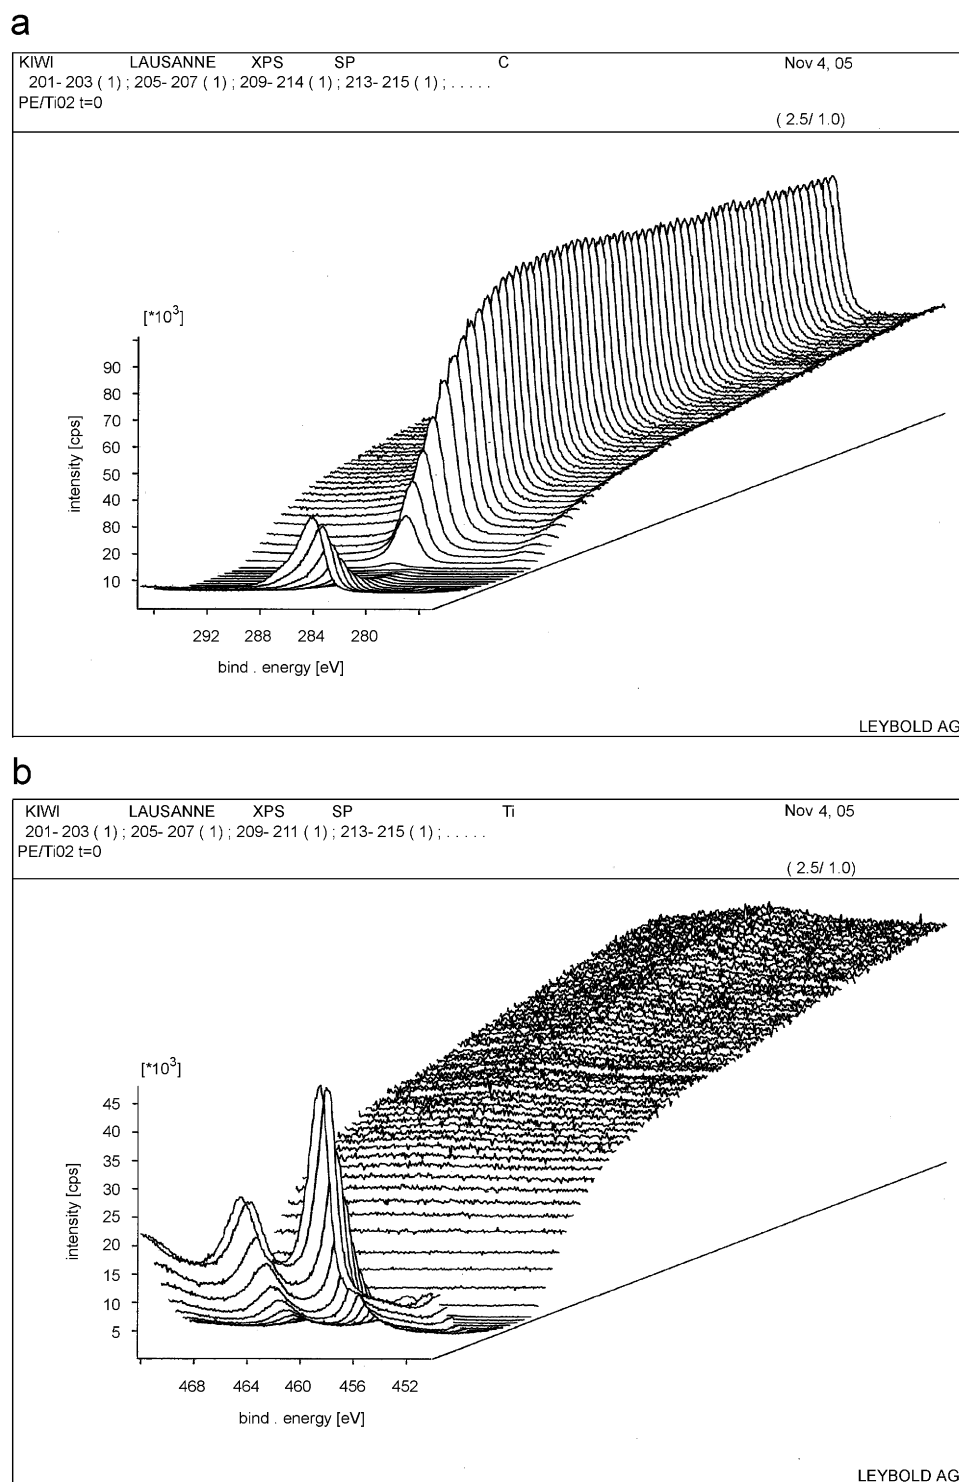 a
KIWI LAUSANNE XPS SP C Nov 4, 05
201-203 (1) ; 205-207 (1) ; 209-214 (1) ; 213-215 (1) ; . . . . .
PE/Ti02 t=0
( 2.5/ 1.0)
[*10³]
90
80
70
60
50
40
80
20
10
intensity [cps]
292 288 284 280
bind . energy [eV]
LEYBOLD AG
b
KIWI LAUSANNE XPS SP Ti Nov 4, 05
201-203 (1) ; 205-207 (1) ; 209-211 (1) ; 213-215 (1) ; . . . . .
PE/Ti02 t=0
( 2.5/ 1.0)
[*10³]
45
40
35
30
25
20
15
10
5
intensity [cps]
468 464 460 456 452
bind . energy [eV]
LEYBOLD AG